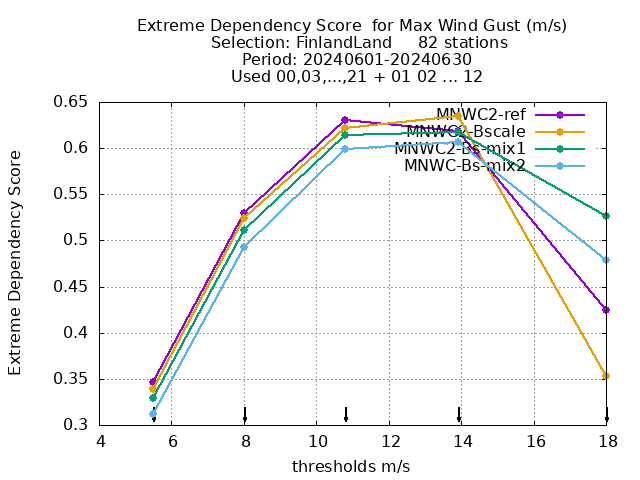 Extreme Dependency Score  for Max Wind Gust (m/s)
Selection: FinlandLand     82 stations
Period: 20240601-20240630
Used 00,03,...,21 + 01 02 ... 12
Extreme Dependency Score
0.65
0.6
0.55
0.5
0.45
0.4
0.35
0.3
MNWC2-ref
MNWC2-Bscale
MNWC2-Bs-mix1
MNWC-Bs-mix2
4 6 8 10 12 14 16 18
thresholds m/s